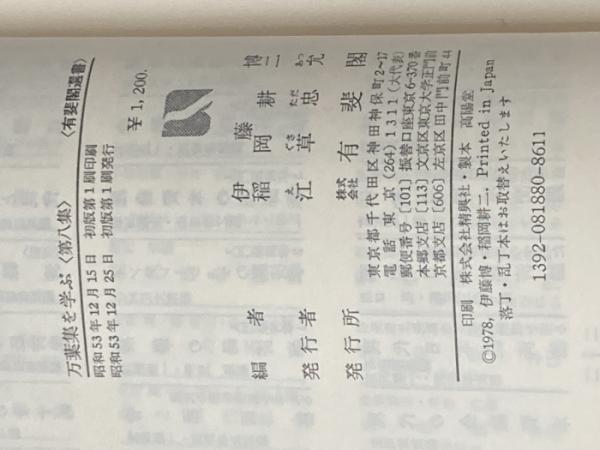 万葉集を学ぶ〈第八集〉 〈有斐閣選書〉
昭和53年12月15日 初版第1刷印刷
昭和53年12月25日 初版第1刷発行
¥1,200.
編者 伊藤博
稲岡耕二
発行者 江草忠允
え ぐさ ただ あつ
発行所 株式会社 有斐閣
東京都千代田区神田神保町2~17
電話 東京 (264) 1311 (大代表)
郵便番号 〔101〕 振替口座東京6-370番
本郷支店 〔113〕 文京区東京大学正門前
京都支店 〔606〕 左京区田中門前町44
印刷 株式会社精興社・製本 高陽堂
©1978, 伊藤博・稲岡耕二. Printed in Japan
落丁・乱丁本はお取替えいたします
1392-081880-8611